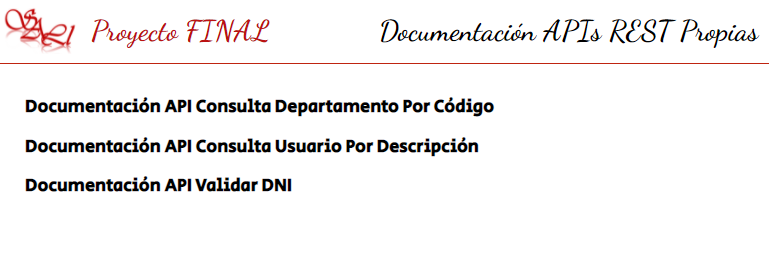 Proyecto FINAL
Documentación APIs REST Propias
Documentación API Consulta Departamento Por Código
Documentación API Consulta Usuario Por Descripción
Documentación API Validar DNI